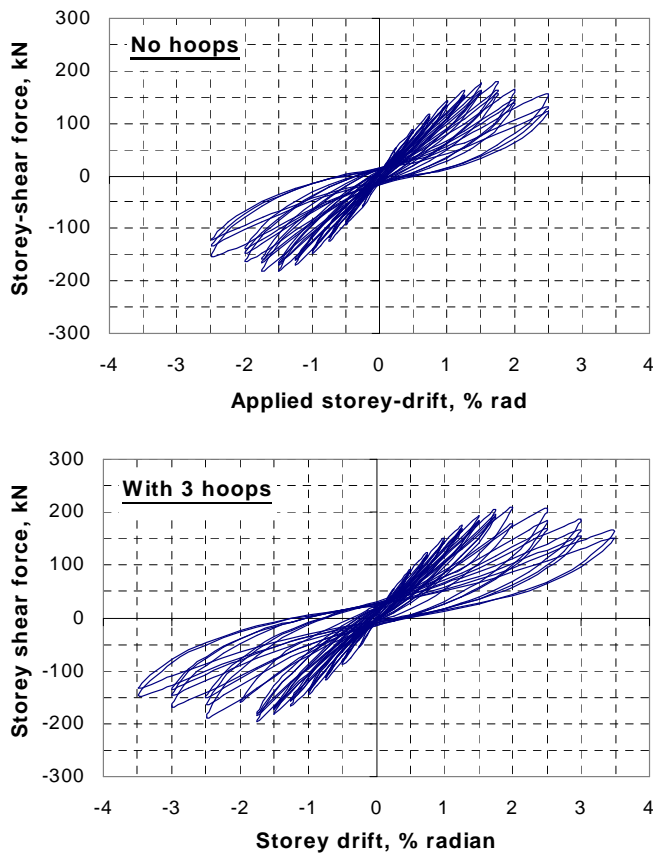 300
No hoops
200
100
0
-100
-200
-300
Storey-shear force, kN
-4 -3 -2 -1 0 1 2 3 4
Applied storey-drift, % rad
300
With 3 hoops
200
100
0
-100
-200
-300
Storey shear force, kN
-4 -3 -2 -1 0 1 2 3 4
Storey drift, % radian